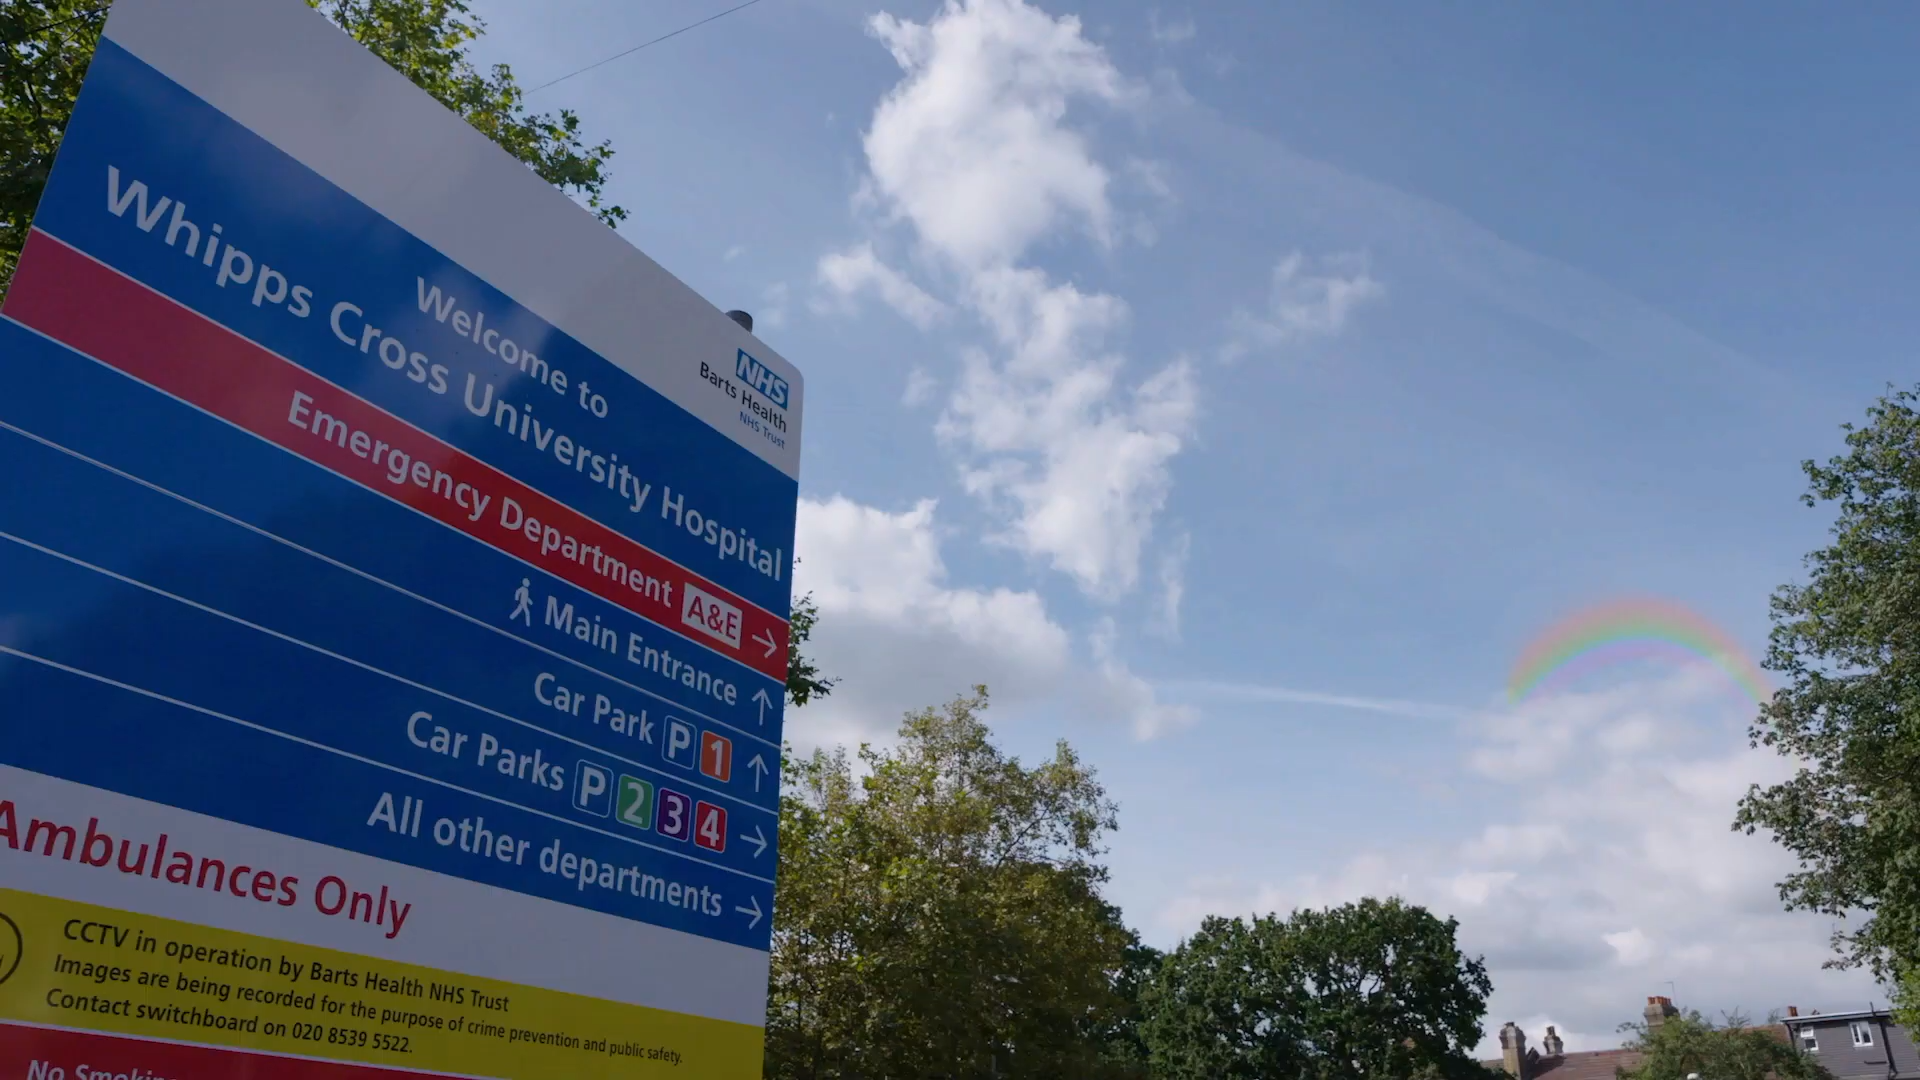 NHS
Barts Health
NHS Trust
Welcome to
Whipps Cross University Hospital
Emergency Department A&E →
Main Entrance ↑
Car Park P 1 ↑
Car Parks P 2 3 4 →
All other departments →
Ambulances Only
CCTV in operation by Barts Health NHS Trust
Images are being recorded for the purpose of crime prevention and public safety.
Contact switchboard on 020 8539 5522.
No